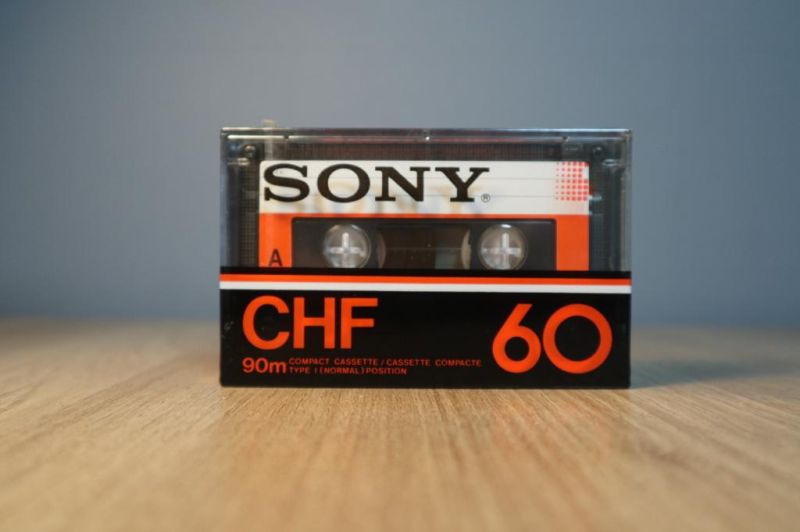 SONY®
A
CHF 60
90m COMPACT CASSETTE / CASSETTE COMPACTE
TYPE I (NORMAL) POSITION